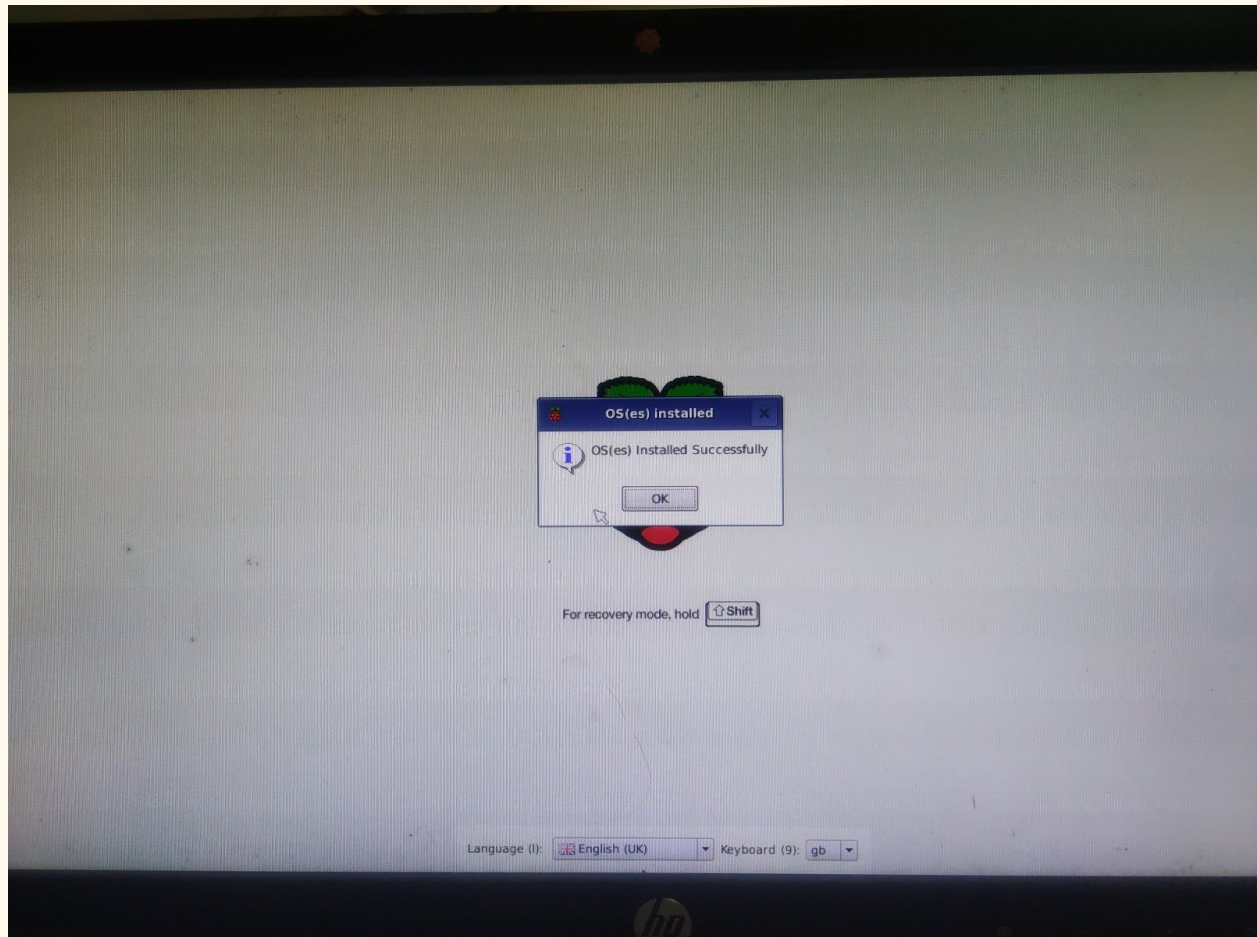 OS(es) installed
OS(es) Installed Successfully
OK
For recovery mode, hold Shift
Language (l): English (UK) Keyboard (9): gb
hp